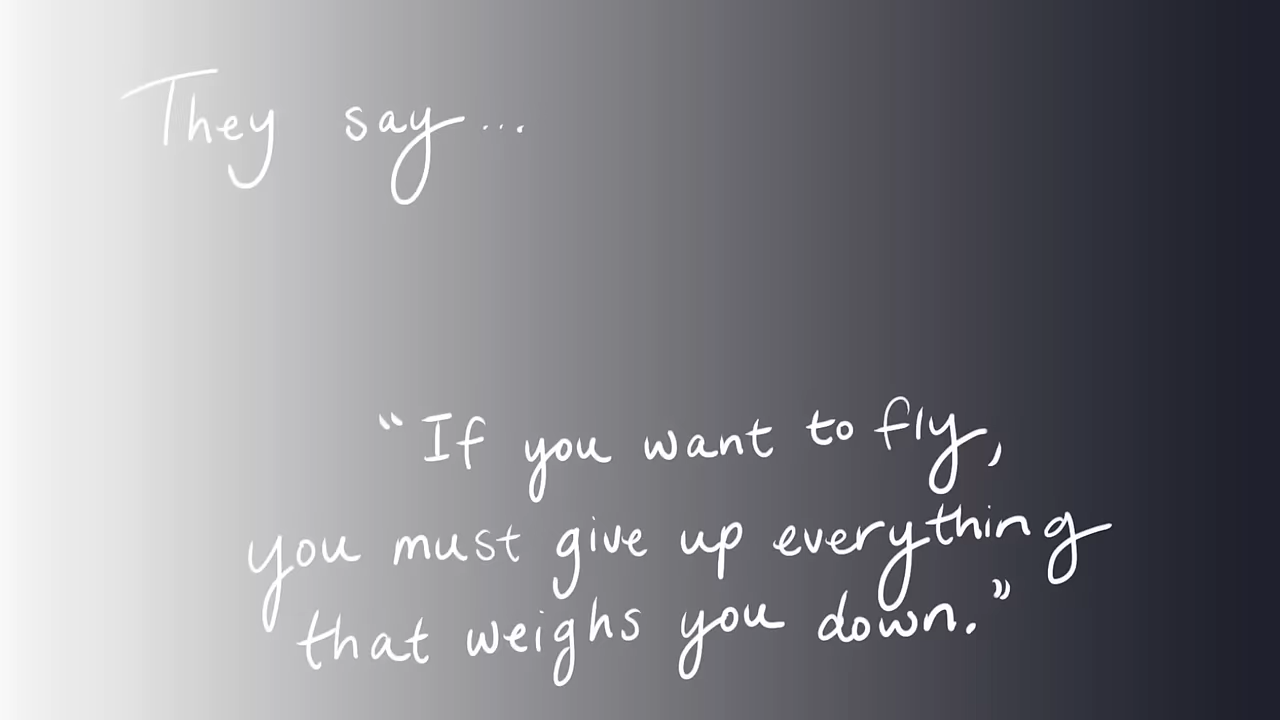 They say...
“If you want to fly,
you must give up everything
that weighs you down.”